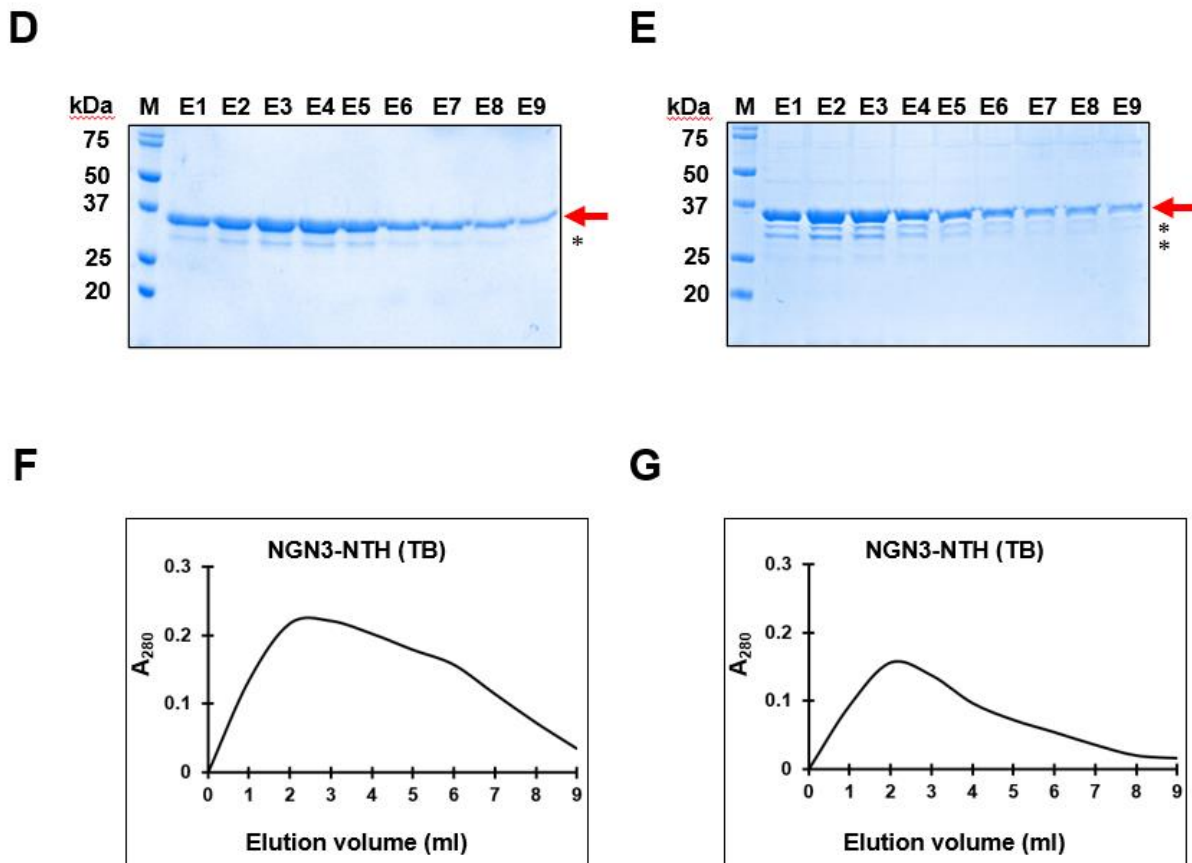 D
E
kDa M E1 E2 E3 E4 E5 E6 E7 E8 E9
75
50
37
25
20
*
kDa M E1 E2 E3 E4 E5 E6 E7 E8 E9
75
50
37
25
20
*
*
F
G
NGN3-NTH (TB)
0.3
0.2
0.1
0
A280
0 1 2 3 4 5 6 7 8 9
Elution volume (ml)
NGN3-NTH (TB)
0.3
0.2
0.1
0
A280
0 1 2 3 4 5 6 7 8 9
Elution volume (ml)